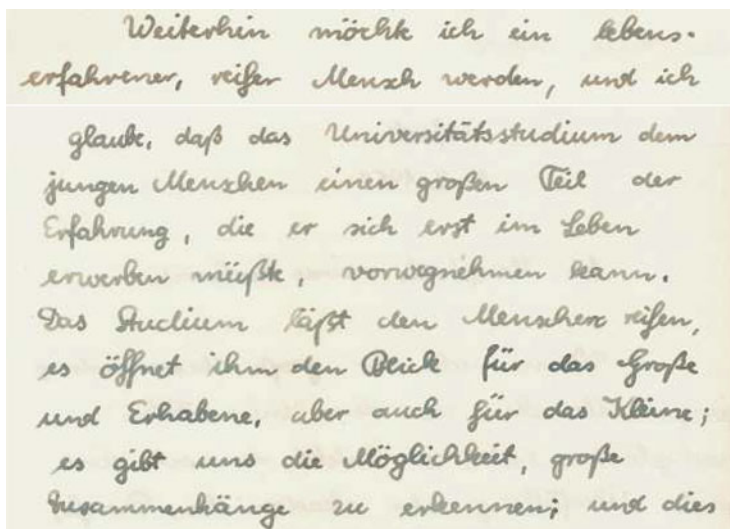 Weiterhin möchte ich ein lebens-
erfahrener, reifer Mensch werden, und ich
glaube, daß das Universitätsstudium dem
jungen Menschen einen großen Teil der
Erfahrung, die er sich erst im Leben
erwerben müßte, vorwegnehmen kann.
Das Studium läßt den Menschen reifen,
es öffnet ihm den Blick für das Große
und Erhabene, aber auch für das Kleine;
es gibt uns die Möglichkeit, große
Zusammenhänge zu erkennen; und dies